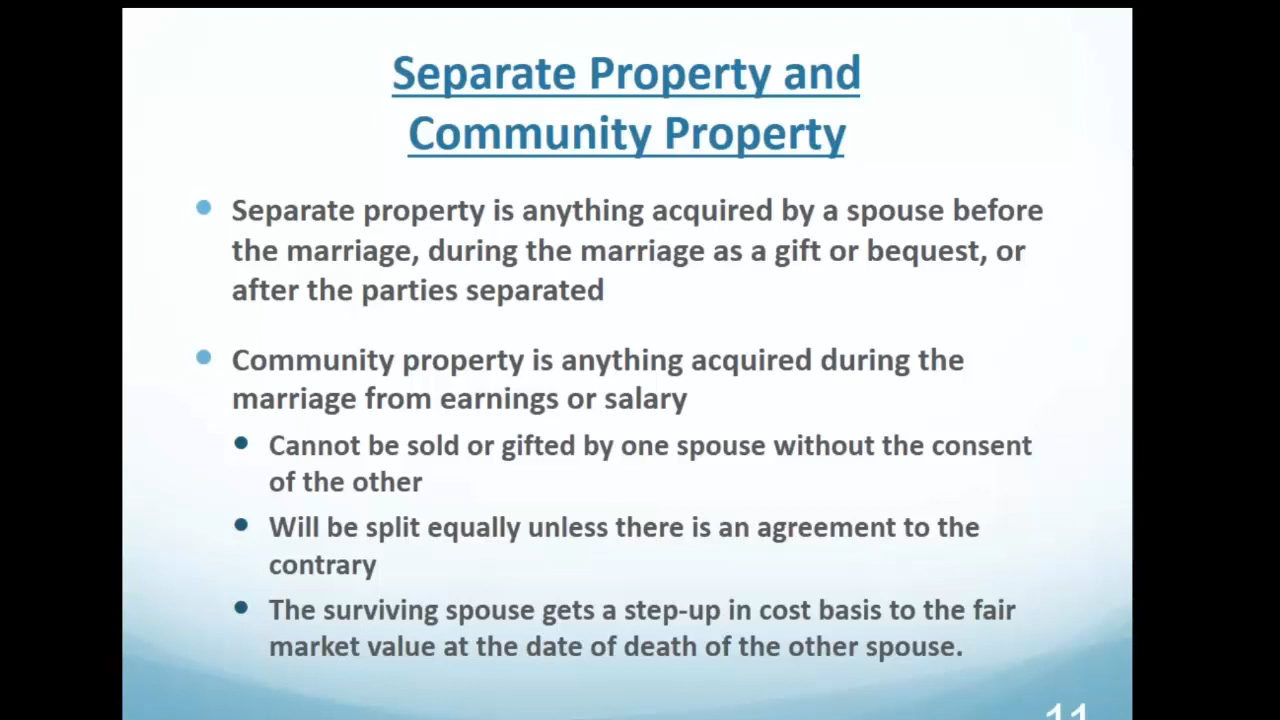 Separate Property and
Community Property
Separate property is anything acquired by a spouse before
the marriage, during the marriage as a gift or bequest, or
after the parties separated
Community property is anything acquired during the
marriage from earnings or salary
Cannot be sold or gifted by one spouse without the consent
of the other
Will be split equally unless there is an agreement to the
contrary
The surviving spouse gets a step-up in cost basis to the fair
market value at the date of death of the other spouse.
11